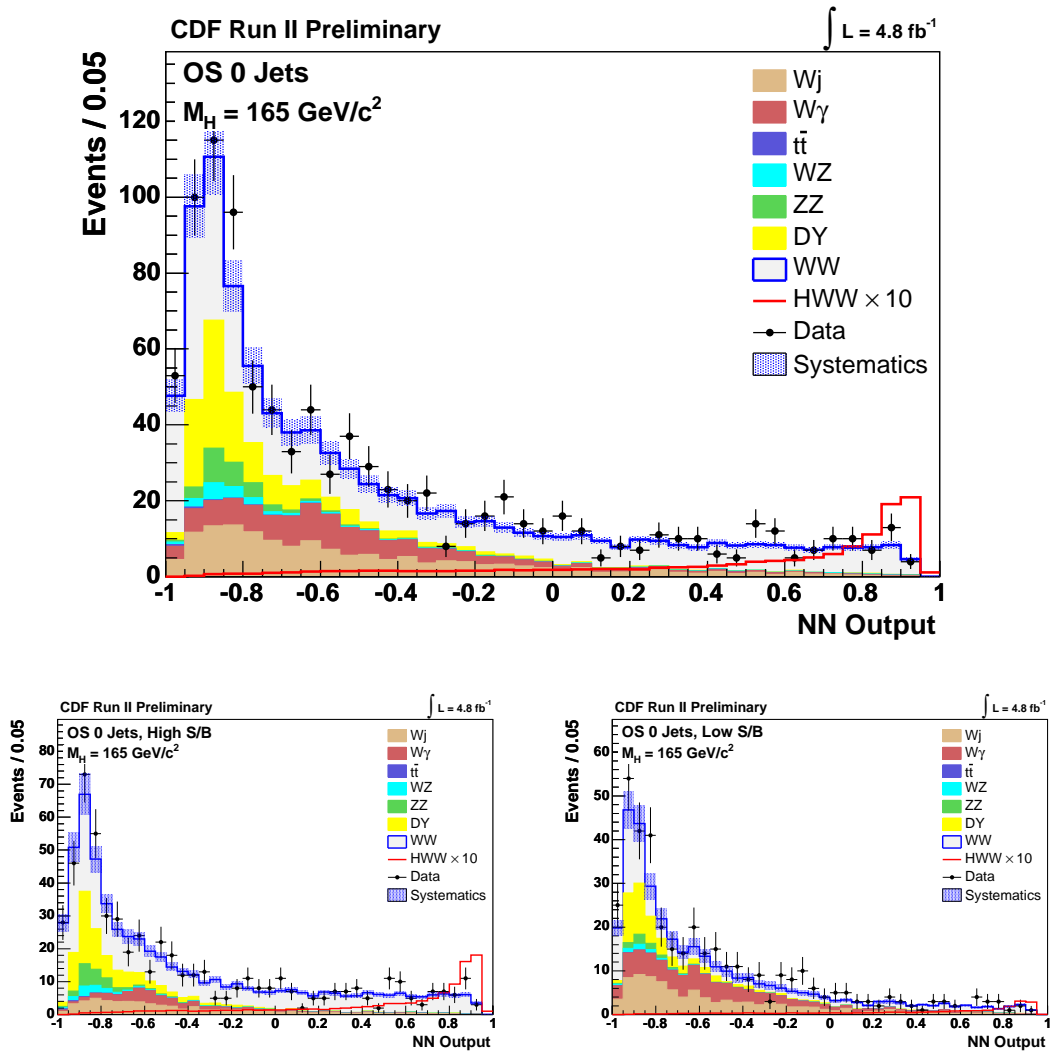 CDF Run II Preliminary
∫ L = 4.8 fb⁻¹
OS 0 Jets
M_H = 165 GeV/c²
Events / 0.05
120
100
80
60
40
20
0
Wj
Wγ
tt̄
WZ
ZZ
DY
WW
HWW × 10
Data
Systematics
-1 -0.8 -0.6 -0.4 -0.2 0 0.2 0.4 0.6 0.8 1
NN Output
CDF Run II Preliminary
∫ L = 4.8 fb⁻¹
OS 0 Jets, High S/B
M_H = 165 GeV/c²
Events / 0.05
80
70
60
50
40
30
20
10
0
Wj
Wγ
tt̄
WZ
ZZ
DY
WW
HWW × 10
Data
Systematics
-1 -0.8 -0.6 -0.4 -0.2 0 0.2 0.4 0.6 0.8 1
NN Output
CDF Run II Preliminary
∫ L = 4.8 fb⁻¹
OS 0 Jets, Low S/B
M_H = 165 GeV/c²
Events / 0.05
60
50
40
30
20
10
0
Wj
Wγ
tt̄
WZ
ZZ
DY
WW
HWW × 10
Data
Systematics
-1 -0.8 -0.6 -0.4 -0.2 0 0.2 0.4 0.6 0.8 1
NN Output